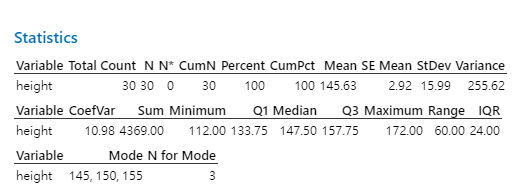 Statistics
Variable Total Count N N* CumN Percent CumPct Mean SE Mean StDev Variance
height 30 30 0 30 100 100 145.63 2.92 15.99 255.62
Variable CoefVar Sum Minimum Q1 Median Q3 Maximum Range IQR
height 10.98 4369.00 112.00 133.75 147.50 157.75 172.00 60.00 24.00
Variable Mode N for Mode
height 145, 150, 155 3